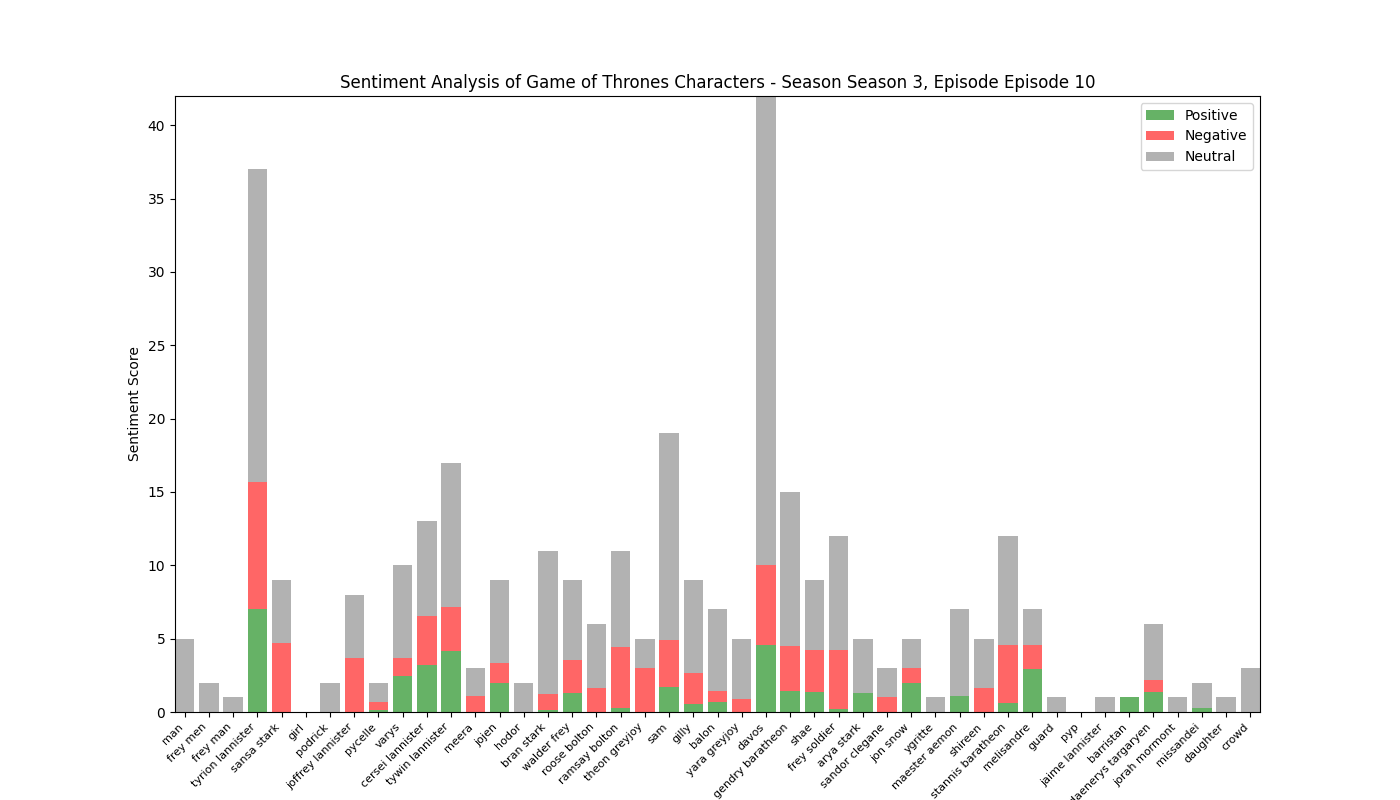 Sentiment Analysis of Game of Thrones Characters - Season Season 3, Episode Episode 10
Positive
Negative
Neutral
Sentiment Score
40
35
30
25
20
15
10
5
0
man
frey men
frey man
tyrion lannister
sansa stark
girl
podrick
joffrey lannister
pycelle
varys
cersei lannister
tywin lannister
meera
jojen
hodor
bran stark
walder frey
roose bolton
ramsay bolton
theon greyjoy
sam
gilly
balon
yara greyjoy
davos
gendry baratheon
shae
frey soldier
arya stark
sandor clegane
jon snow
ygritte
maester aemon
shireen
stannis baratheon
melisandre
guard
pyp
jaime lannister
barristan
daenerys targaryen
jorah mormont
missandei
daughter
crowd